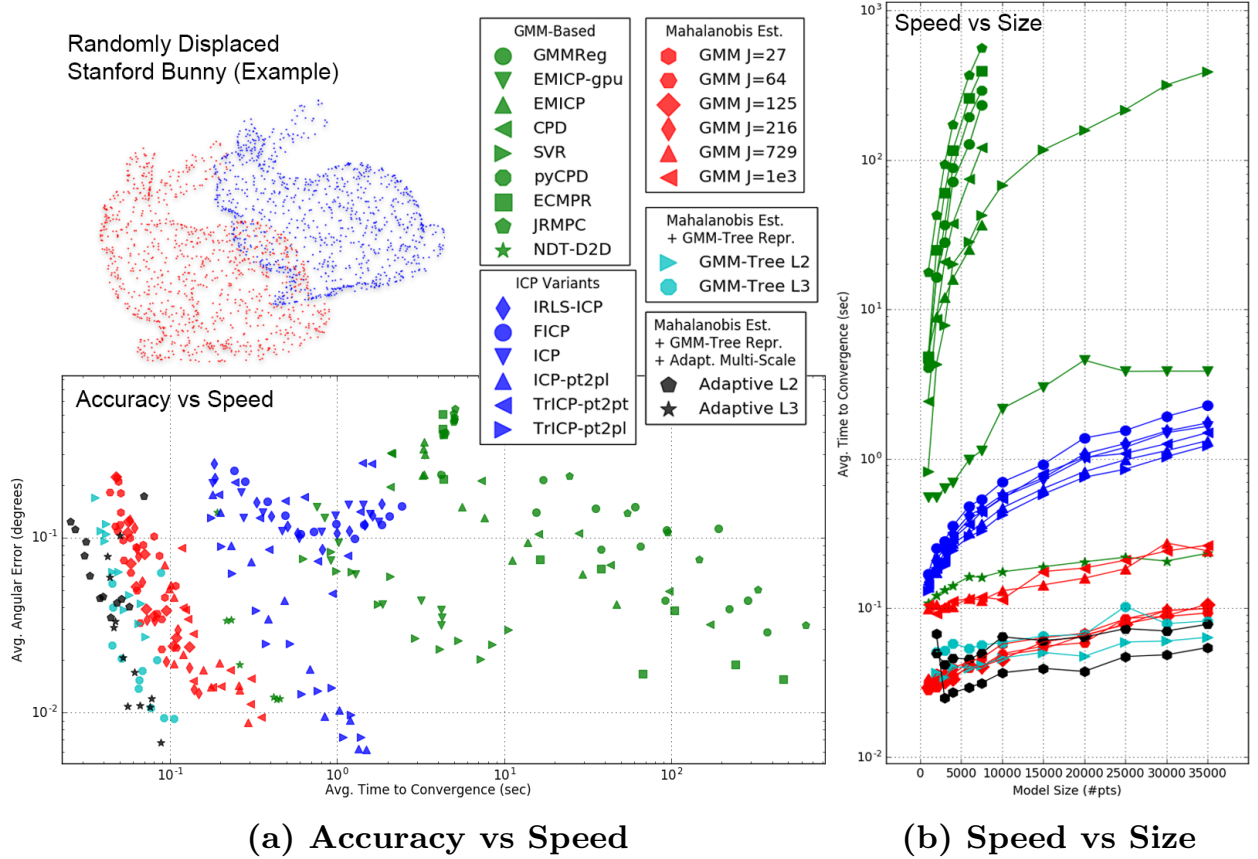 Randomly Displaced
Stanford Bunny (Example)
GMM-Based
GMMReg
EMICP-gpu
EMICP
CPD
SVR
pyCPD
ECMPR
JRMPC
NDT-D2D
ICP Variants
IRLS-ICP
FICP
ICP
ICP-pt2pl
TrICP-pt2pt
TrICP-pt2pl
Mahalanobis Est.
GMM J=27
GMM J=64
GMM J=125
GMM J=216
GMM J=729
GMM J=1e3
Mahalanobis Est.
+ GMM-Tree Repr.
GMM-Tree L2
GMM-Tree L3
Mahalanobis Est.
+ GMM-Tree Repr.
+ Adapt. Multi-Scale
Adaptive L2
Adaptive L3
Accuracy vs Speed
Avg. Angular Error (degrees)
10⁻¹
10⁻²
10⁻¹ 10⁰ 10¹ 10²
Avg. Time to Convergence (sec)
Speed vs Size
Avg. Time to Convergence (sec)
10³
10²
10¹
10⁰
10⁻¹
10⁻²
0 5000 10000 15000 20000 25000 30000 35000
Model Size (#pts)
(a) Accuracy vs Speed
(b) Speed vs Size